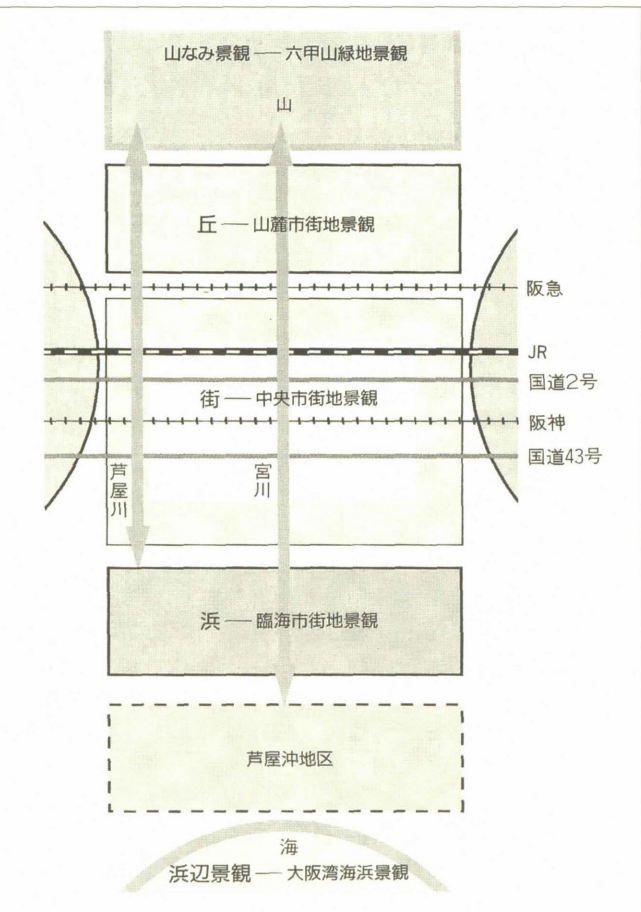 山なみ景観 ― 六甲山緑地景観
山
丘 ― 山麓市街地景観
阪急
JR
国道2号
街 ― 中央市街地景観
阪神
国道43号
芦屋川
宮川
浜 ― 臨海市街地景観
芦屋沖地区
海
浜辺景観 ― 大阪湾海浜景観